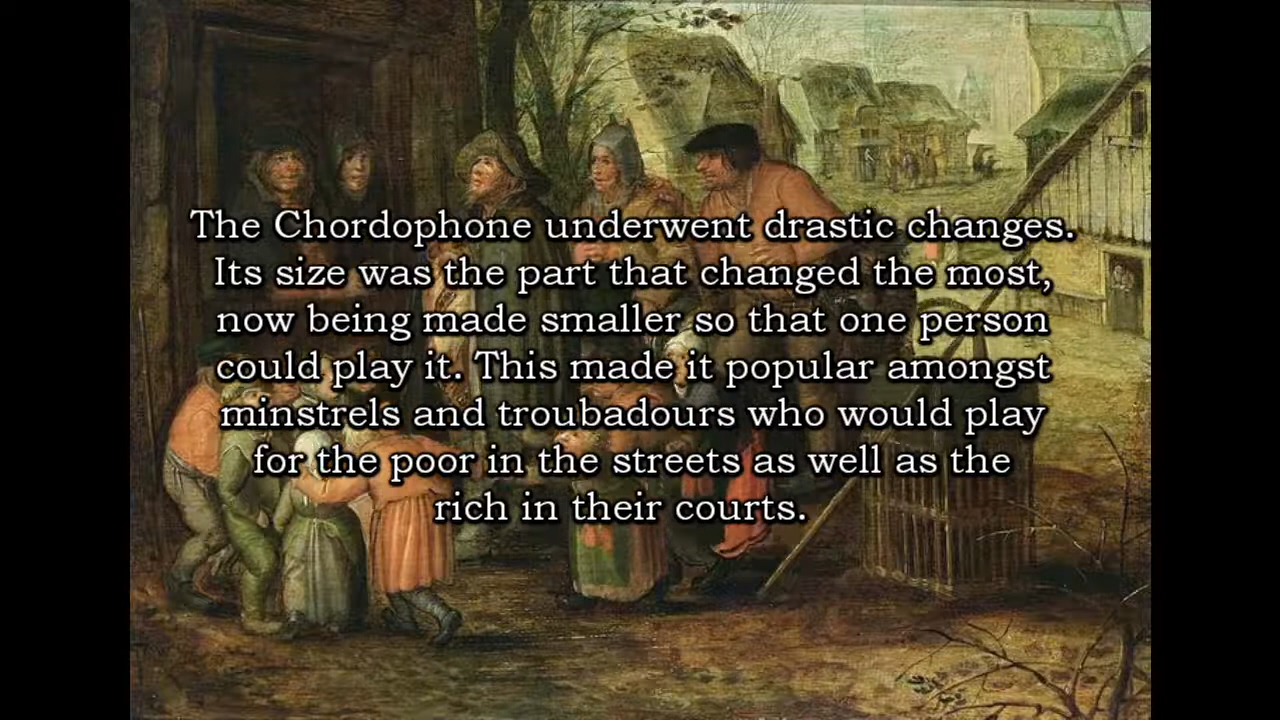 The Chordophone underwent drastic changes.
Its size was the part that changed the most,
now being made smaller so that one person
could play it. This made it popular amongst
minstrels and troubadours who would play
for the poor in the streets as well as the
rich in their courts.